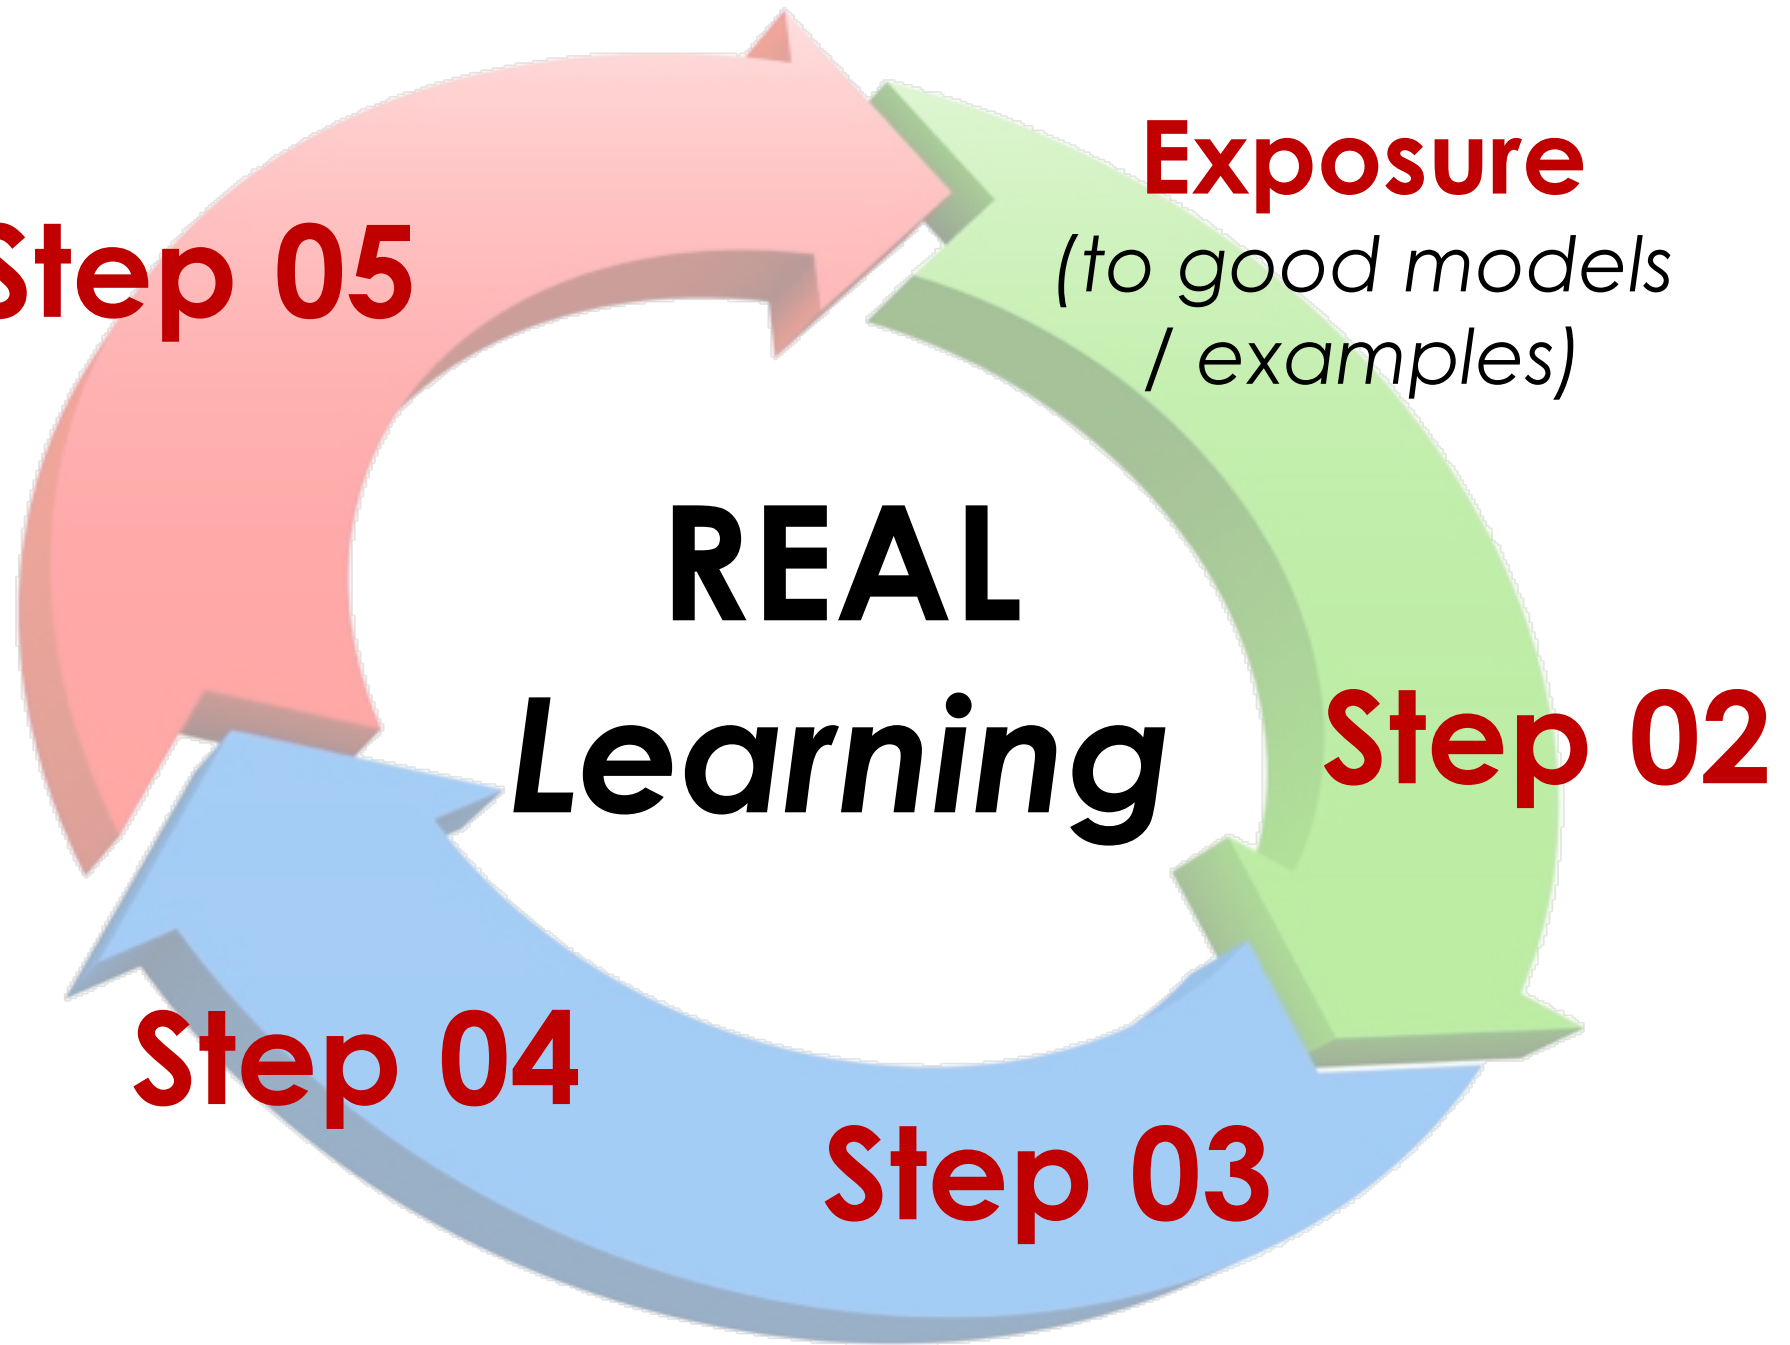 Exposure
(to good models
/ examples)
Step 02
Step 03
Step 04
Step 05
REAL
Learning